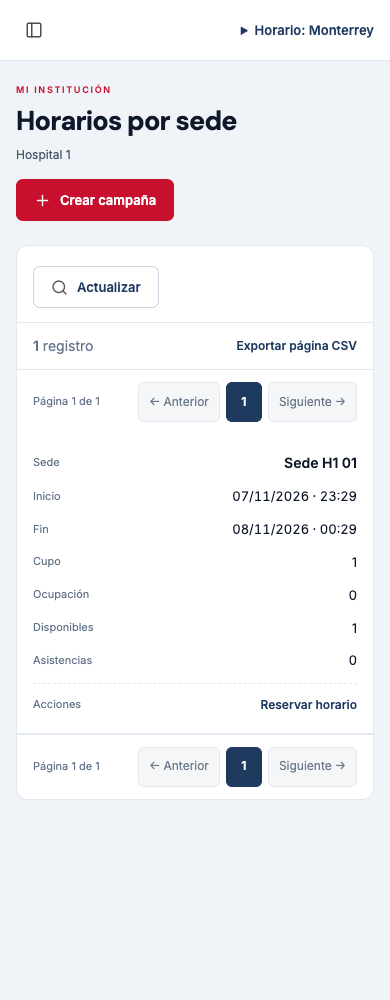 Horario: Monterrey
MI INSTITUCIÓN
Horarios por sede
Hospital 1
Crear campaña
Actualizar
1 registro
Exportar página CSV
Página 1 de 1
← Anterior
1
Siguiente →
Sede
Sede H1 01
Inicio
07/11/2026 · 23:29
Fin
08/11/2026 · 00:29
Cupo
1
Ocupación
0
Disponibles
1
Asistencias
0
Acciones
Reservar horario
Página 1 de 1
← Anterior
1
Siguiente →